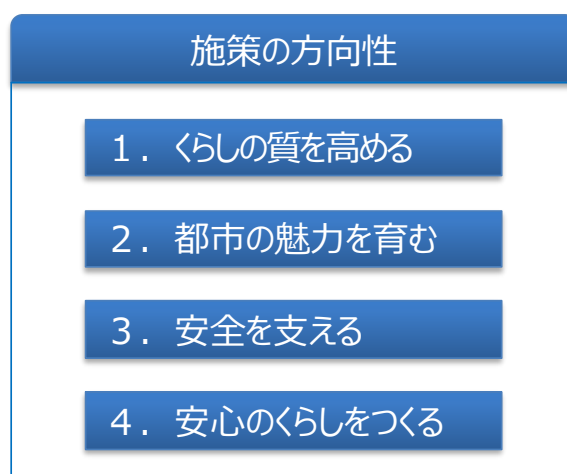 施策の方向性
１．くらしの質を高める
２．都市の魅力を育む
３．安全を支える
４．安心のくらしをつくる